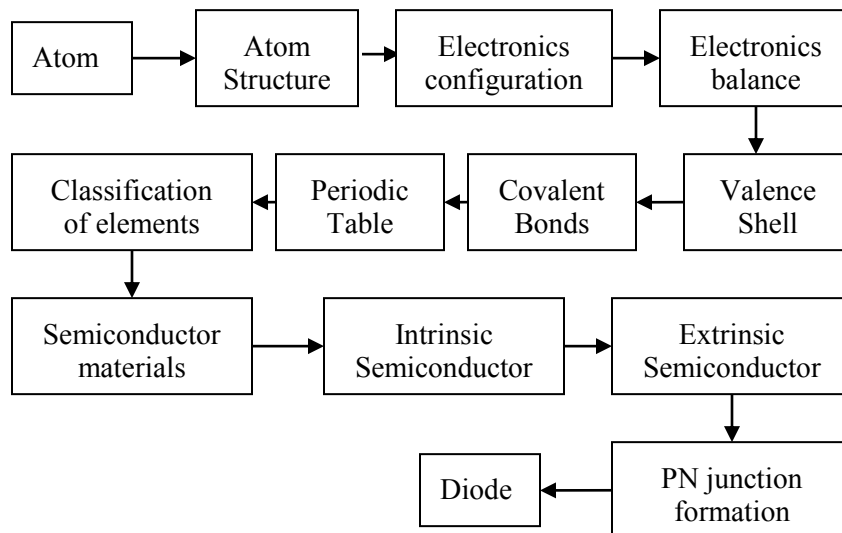 Atom
Atom
Structure
Electronics
configuration
Electronics
balance
Valence
Shell
Covalent
Bonds
Periodic
Table
Classification
of elements
Semiconductor
materials
Intrinsic
Semiconductor
Extrinsic
Semiconductor
PN junction
formation
Diode